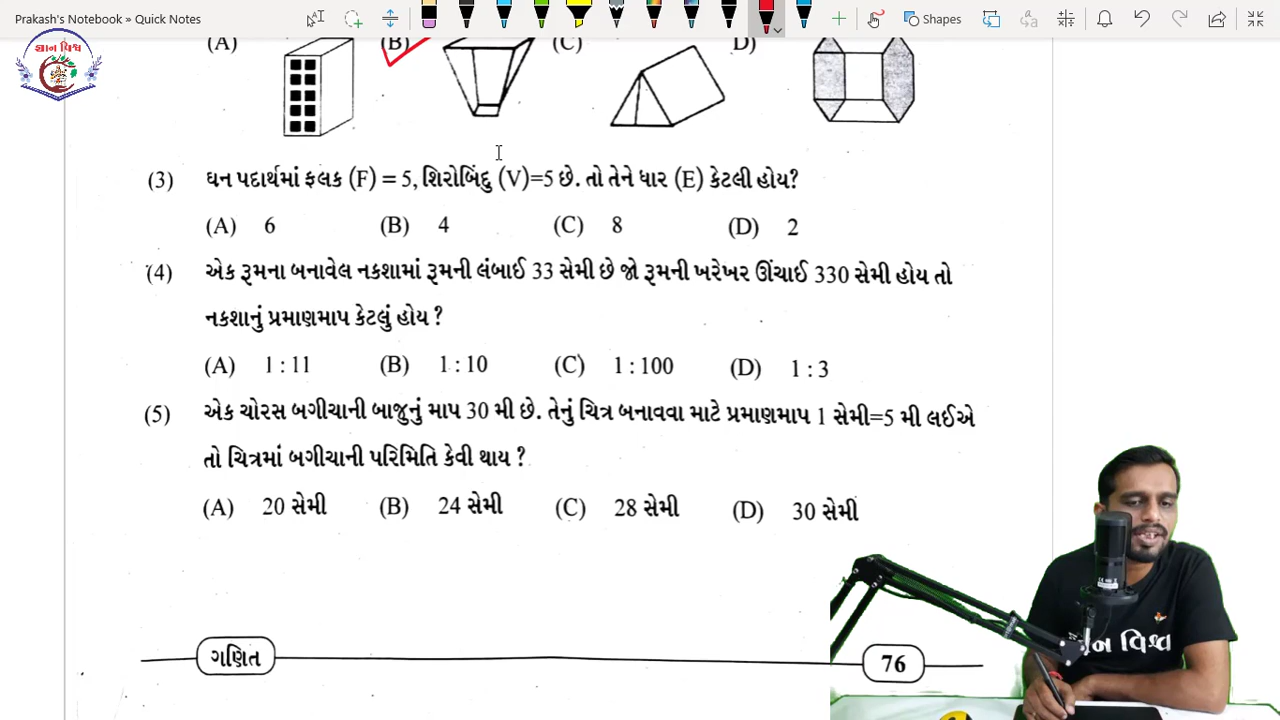 Prakash's Notebook » Quick Notes
Shapes
જ્ઞાન વિશ્વ
(A) (B) (C) D)
(3) ઘન પદાર્થમાં ફલક (F) = 5, શિરોબિંદુ (V)=5 છે. તો તેને ધાર (E) કેટલી હોય?
(A) 6 (B) 4 (C) 8 (D) 2
(4) એક રૂમના બનાવેલ નકશામાં રૂમની લંબાઈ 33 સેમી છે જો રૂમની ખરેખર ઊંચાઈ 330 સેમી હોય તો
નકશાનું પ્રમાણમાપ કેટલું હોય ?
(A) 1 : 11 (B) 1 : 10 (C) 1 : 100 (D) 1 : 3
(5) એક ચોરસ બગીચાની બાજુનું માપ 30 મી છે. તેનું ચિત્ર બનાવવા માટે પ્રમાણમાપ 1 સેમી=5 મી લઈએ
તો ચિત્રમાં બગીચાની પરિમિતિ કેવી થાય ?
(A) 20 સેમી (B) 24 સેમી (C) 28 સેમી (D) 30 સેમી
વિશ્વ
ગણિત 76